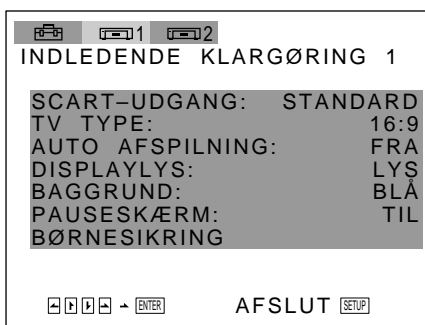 1 2
INDLEDENDE KLARGØRING 1
SCART–UDGANG: STANDARD
TV TYPE: 16:9
AUTO AFSPILNING: FRA
DISPLAYLYS: LYS
BAGGRUND: BLÅ
PAUSESKÆRM: TIL
BØRNESIKRING
ENTER AFSLUT SETUP